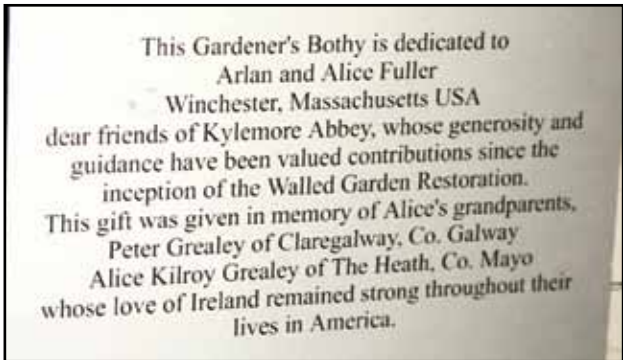 This Gardener's Bothy is dedicated to
Arlan and Alice Fuller
Winchester, Massachusetts USA
dear friends of Kylemore Abbey, whose generosity and
guidance have been valued contributions since the
inception of the Walled Garden Restoration.
This gift was given in memory of Alice's grandparents,
Peter Grealey of Claregalway, Co. Galway
Alice Kilroy Grealey of The Heath, Co. Mayo
whose love of Ireland remained strong throughout their
lives in America.